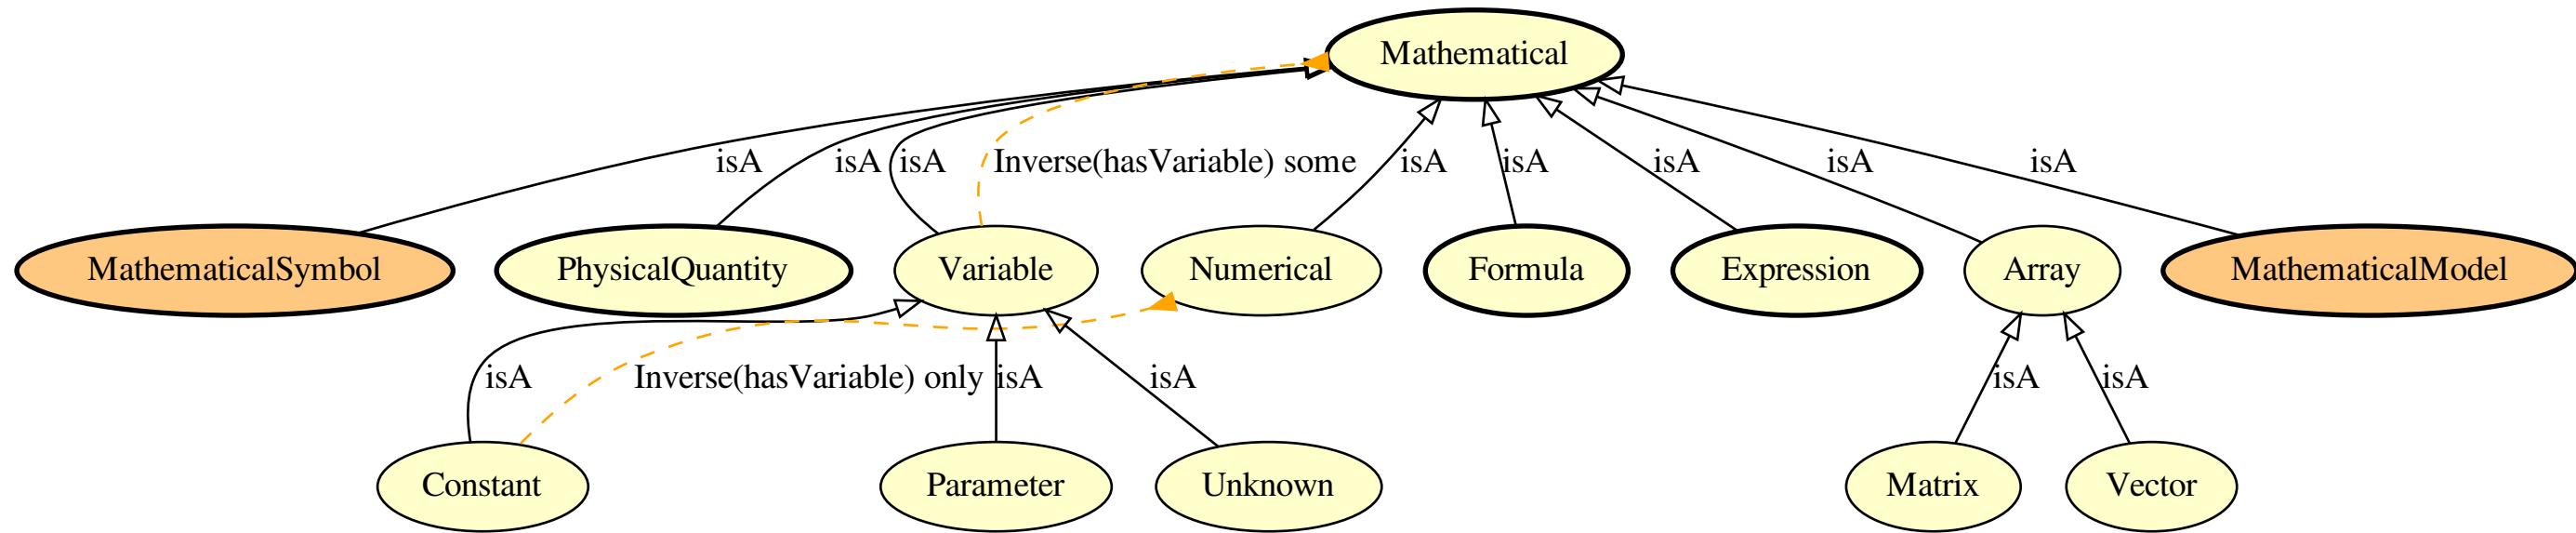 Mathematical
isA
isA
isA
Inverse(hasVariable) some
isA
isA
isA
isA
isA
MathematicalSymbol
PhysicalQuantity
Variable
Numerical
Formula
Expression
Array
MathematicalModel
isA
Inverse(hasVariable) only
isA
isA
isA
isA
Constant
Parameter
Unknown
Matrix
Vector